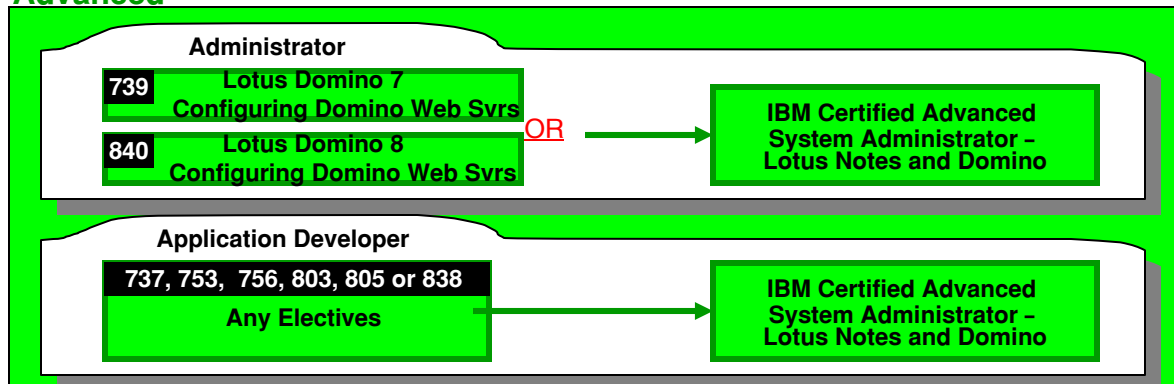 Advanced
Administrator
739
Lotus Domino 7
Configuring Domino Web Svrs
OR
840
Lotus Domino 8
Configuring Domino Web Svrs
IBM Certified Advanced
System Administrator –
Lotus Notes and Domino
Application Developer
737, 753, 756, 803, 805 or 838
Any Electives
IBM Certified Advanced
System Administrator –
Lotus Notes and Domino